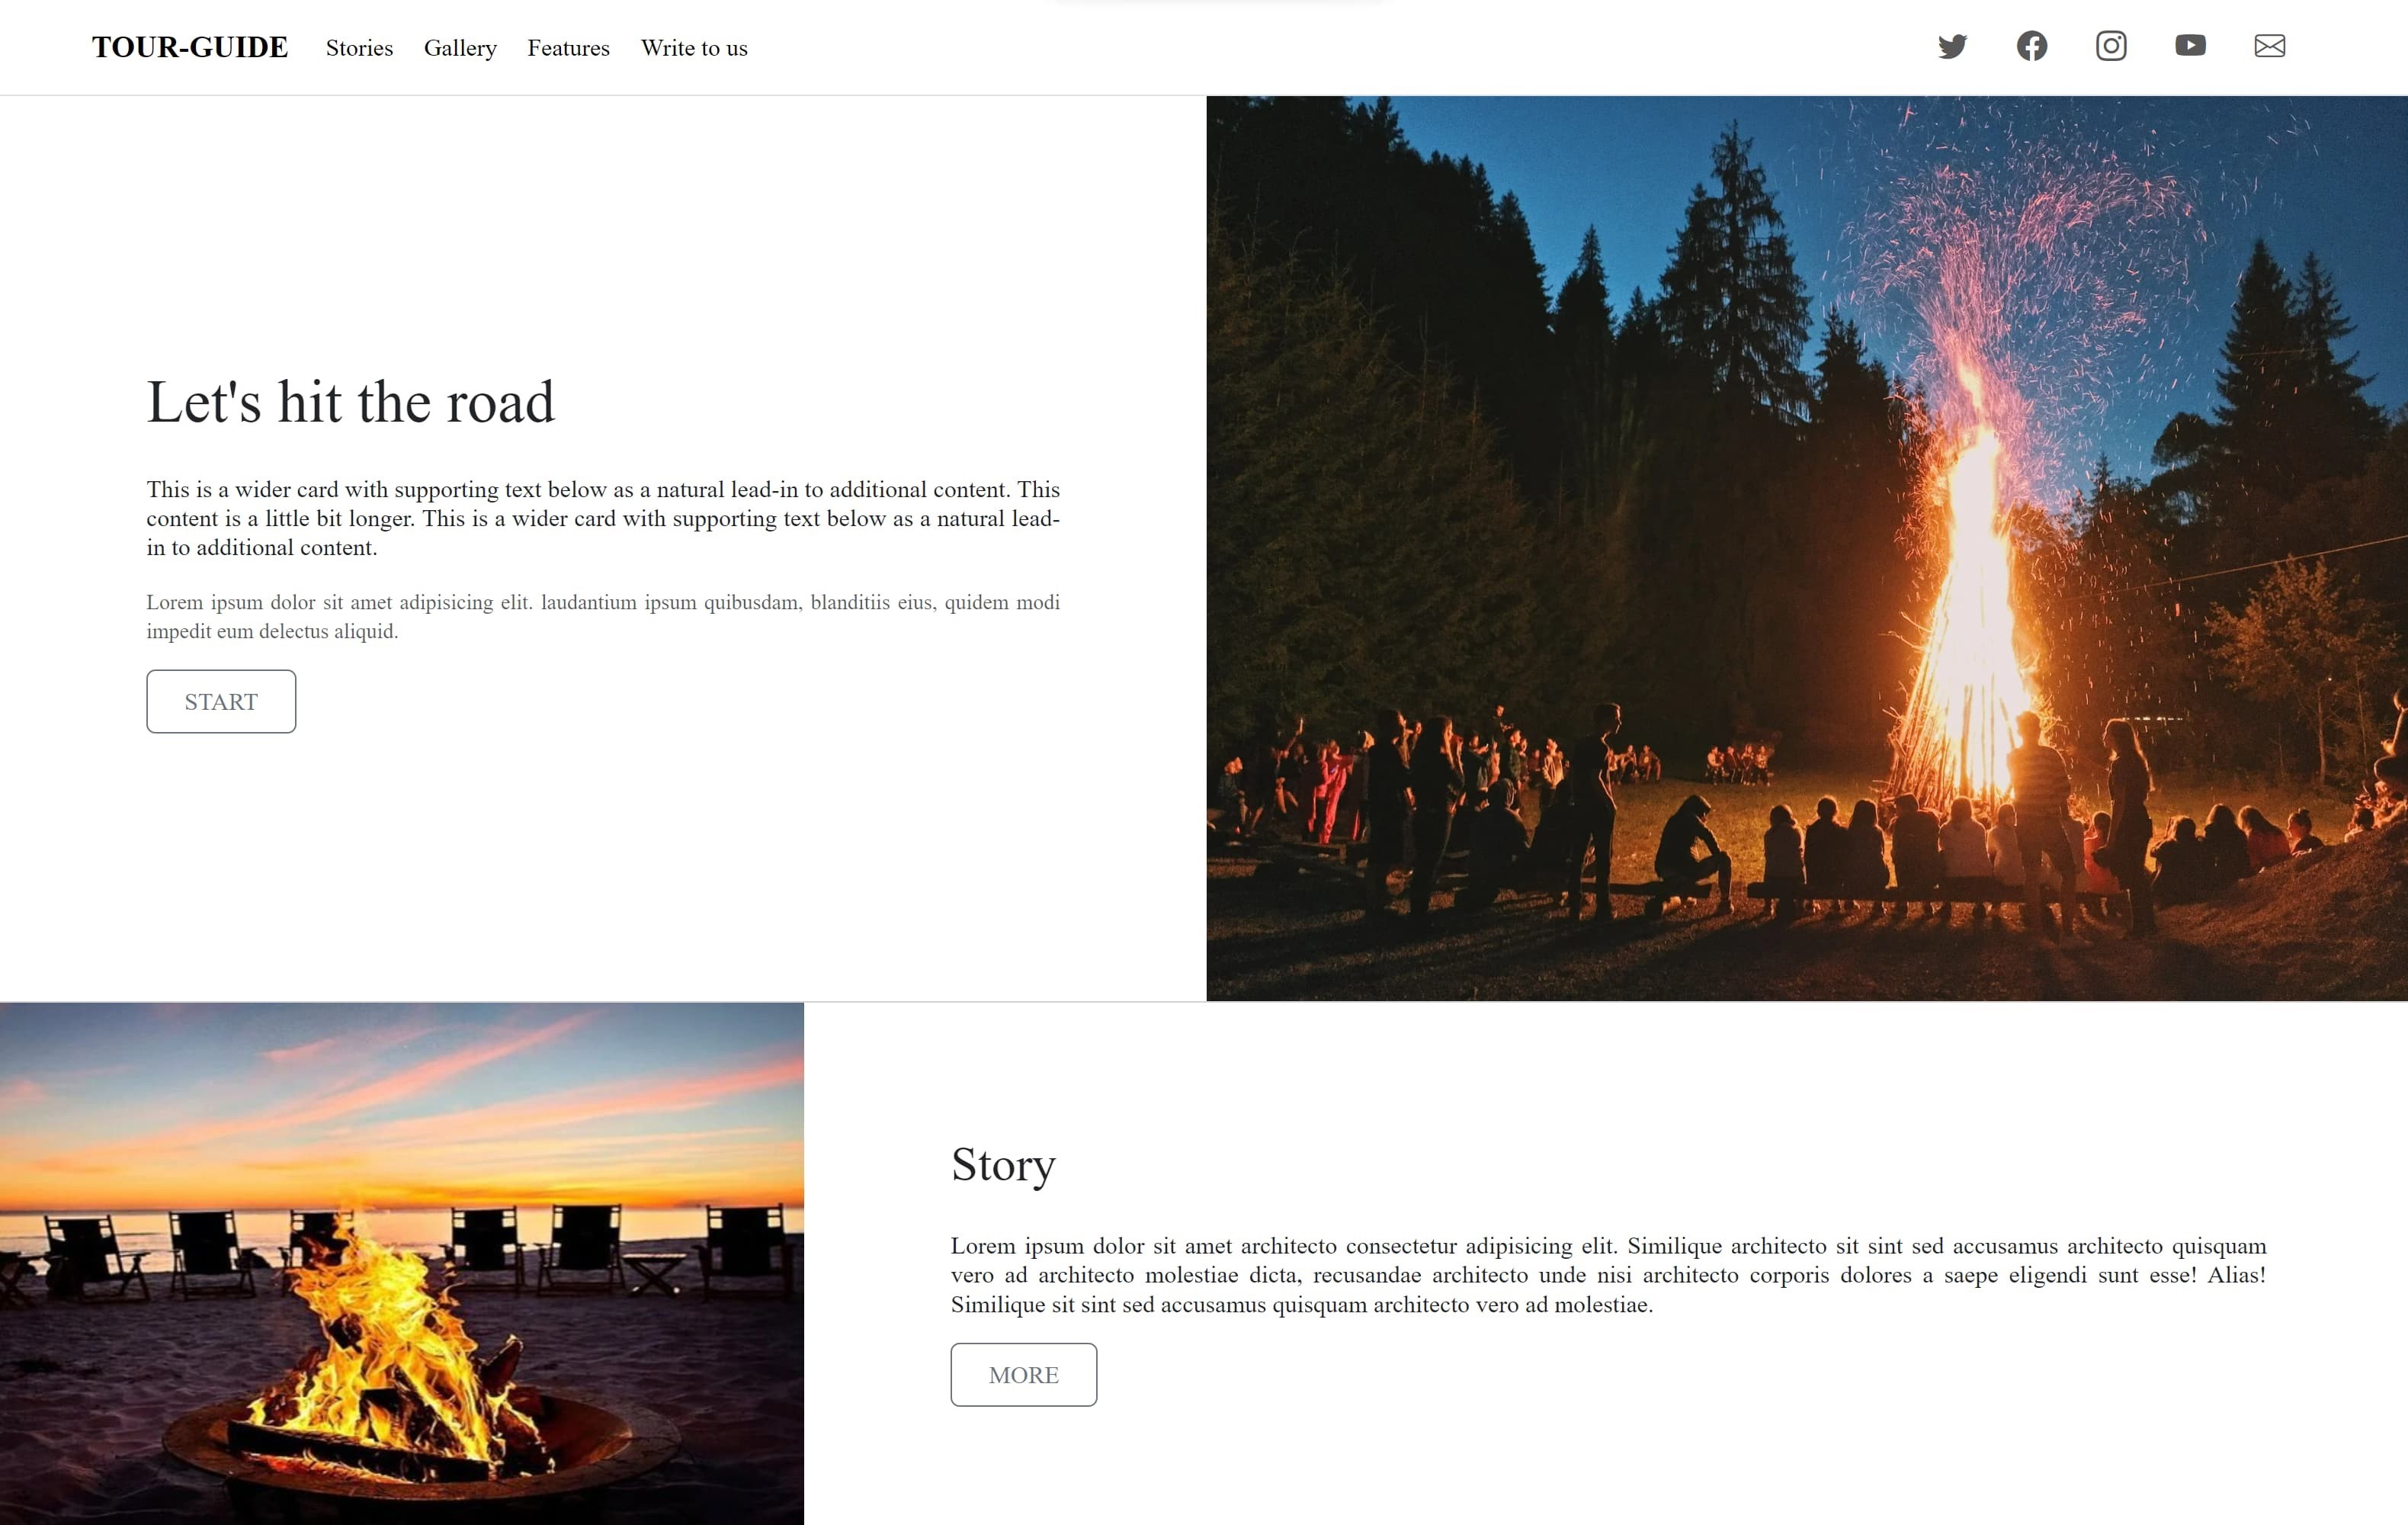 TOUR-GUIDE Stories Gallery Features Write to us
Let's hit the road
This is a wider card with supporting text below as a natural lead-in to additional content. This
content is a little bit longer. This is a wider card with supporting text below as a natural lead-
in to additional content.
Lorem ipsum dolor sit amet adipisicing elit. laudantium ipsum quibusdam, blanditiis eius, quidem modi
impedit eum delectus aliquid.
START
Story
Lorem ipsum dolor sit amet architecto consectetur adipisicing elit. Similique architecto sit sint sed accusamus architecto quisquam
vero ad architecto molestiae dicta, recusandae architecto unde nisi architecto corporis dolores a saepe eligendi sunt esse! Alias!
Similique sit sint sed accusamus quisquam architecto vero ad molestiae.
MORE